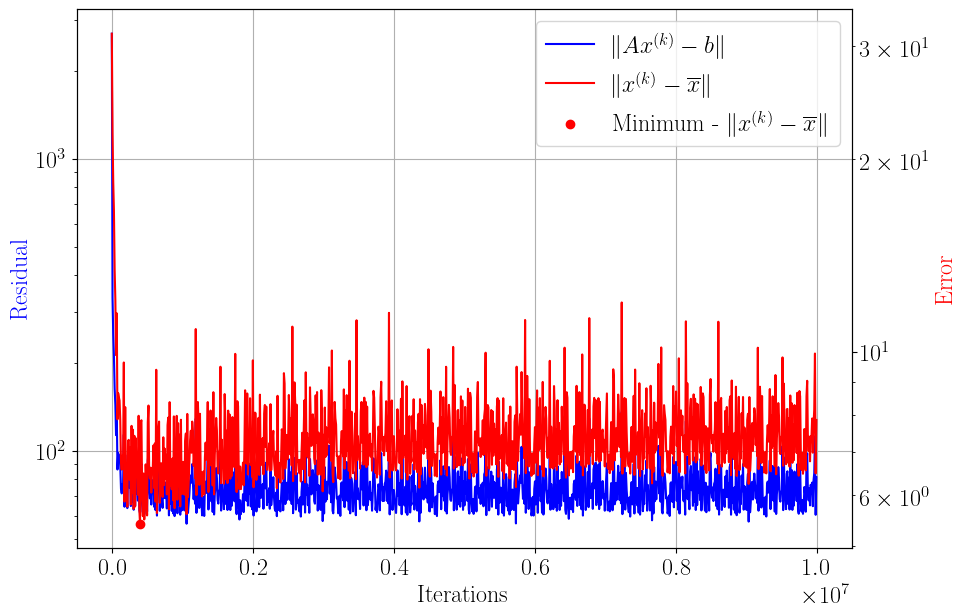 ‖Ax^{(k)} − b‖
‖x^{(k)} − x̅‖
Minimum - ‖x^{(k)} − x̅‖
Residual
10^3
10^2
Error
3 × 10^1
2 × 10^1
10^1
6 × 10^0
0.0 0.2 0.4 0.6 0.8 1.0
Iterations
×10^7